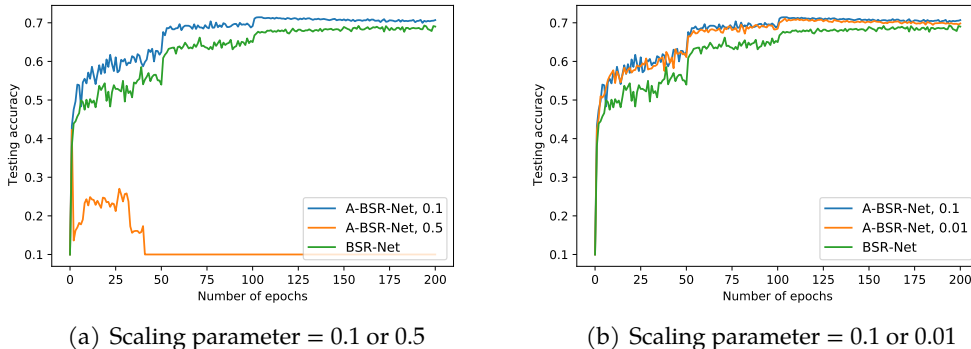 0.7
0.6
0.5
0.4
0.3
0.2
0.1
Testing accuracy
0 25 50 75 100 125 150 175 200
Number of epochs
A-BSR-Net, 0.1
A-BSR-Net, 0.5
BSR-Net
(a) Scaling parameter = 0.1 or 0.5
0.7
0.6
0.5
0.4
0.3
0.2
0.1
Testing accuracy
0 25 50 75 100 125 150 175 200
Number of epochs
A-BSR-Net, 0.1
A-BSR-Net, 0.01
BSR-Net
(b) Scaling parameter = 0.1 or 0.01